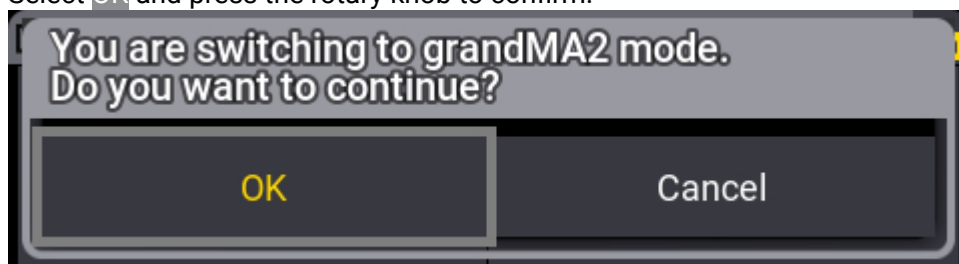 Select OK and press the rotary knob to confirm.
You are switching to grandMA2 mode.
Do you want to continue?
OK
Cancel